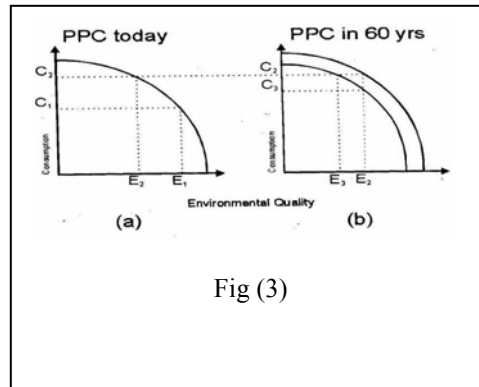 PPC today
PPC in 60 yrs
C2
C1
Consumption
E2
E1
C2
C3
Consumption
E3
E2
Environmental Quality
(a)
(b)
Fig (3)